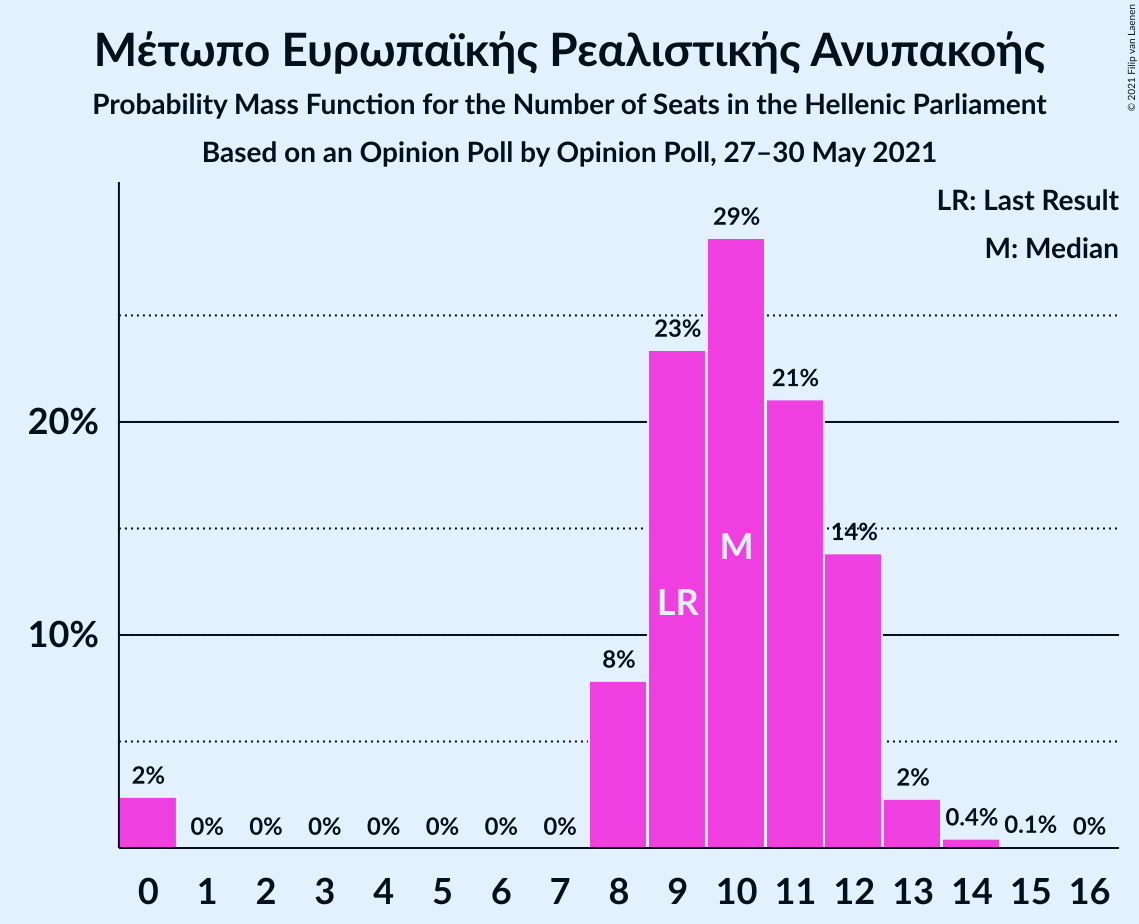 Μέτωπο Ευρωπαϊκής Ρεαλιστικής Ανυπακοής
Probability Mass Function for the Number of Seats in the Hellenic Parliament
Based on an Opinion Poll by Opinion Poll, 27–30 May 2021
© 2021 Filip van Laenen
LR: Last Result
M: Median
29%
23%
21%
20%
14%
M
LR
10%
8%
2%
0%
0%
0%
0%
0%
0%
0%
2%
0.4%
0.1%
0%
0 1 2 3 4 5 6 7 8 9 10 11 12 13 14 15 16